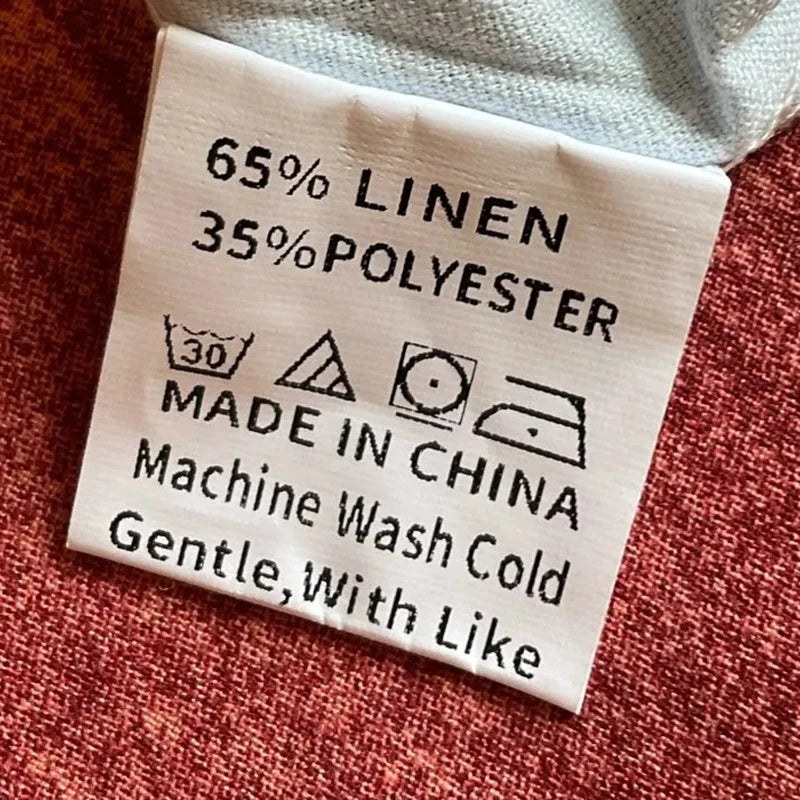 65% LINEN
35%POLYESTER
30
MADE IN CHINA
Machine Wash Cold
Gentle,With Like